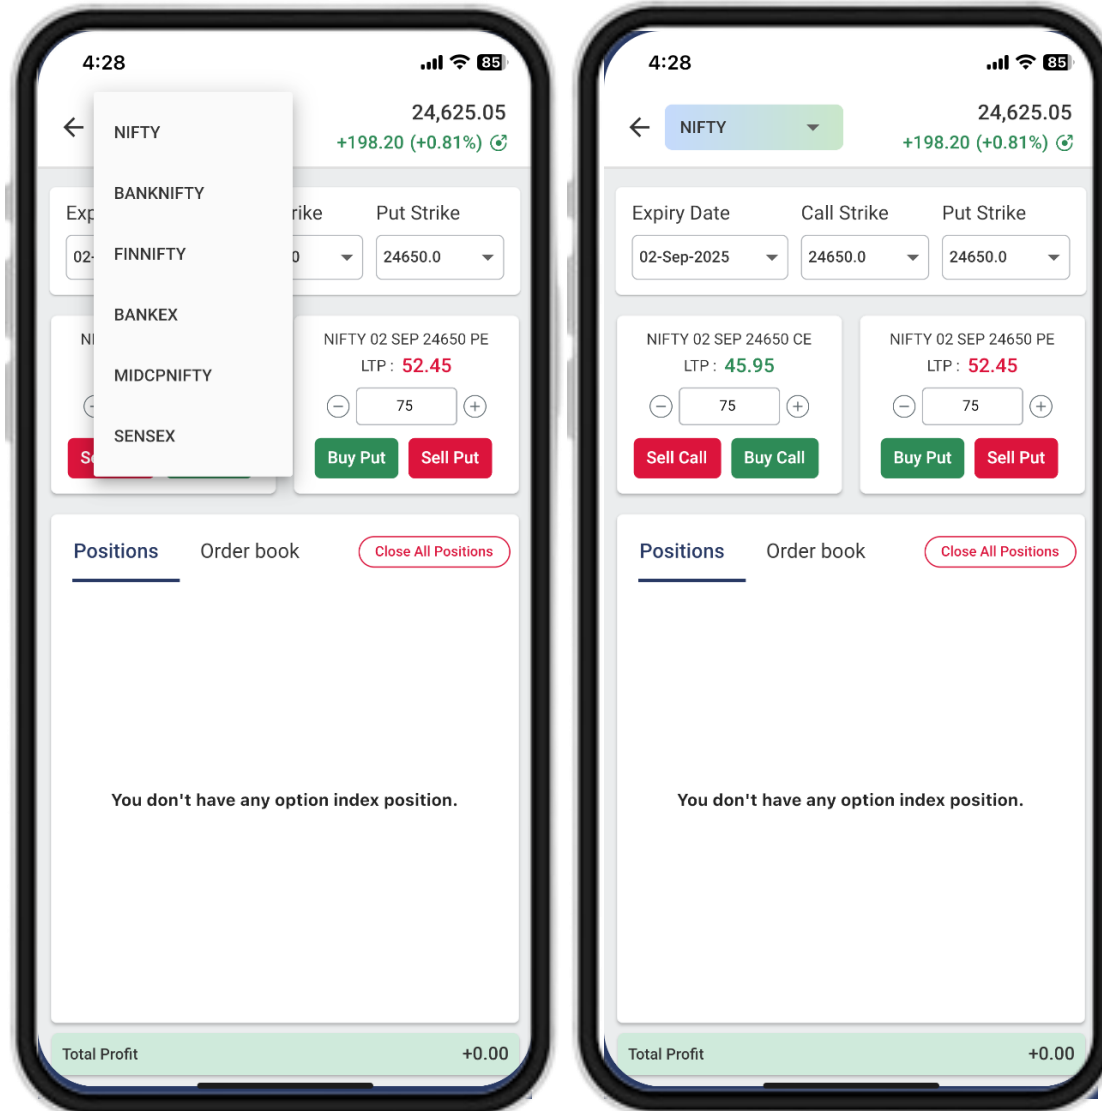 4:28
85
NIFTY
BANKNIFTY
FINNIFTY
BANKEX
MIDCPNIFTY
SENSEX
24,625.05
+198.20 (+0.81%)
Exp
rike
Put Strike
02-
0
24650.0
NI
NIFTY 02 SEP 24650 PE
LTP : 52.45
75
Se
Buy Put
Sell Put
Positions
Order book
Close All Positions
You don't have any option index position.
Total Profit
+0.00
4:28
85
NIFTY
24,625.05
+198.20 (+0.81%)
Expiry Date
Call Strike
Put Strike
02-Sep-2025
24650.0
24650.0
NIFTY 02 SEP 24650 CE
LTP : 45.95
75
Sell Call
Buy Call
NIFTY 02 SEP 24650 PE
LTP : 52.45
75
Buy Put
Sell Put
Positions
Order book
Close All Positions
You don't have any option index position.
Total Profit
+0.00